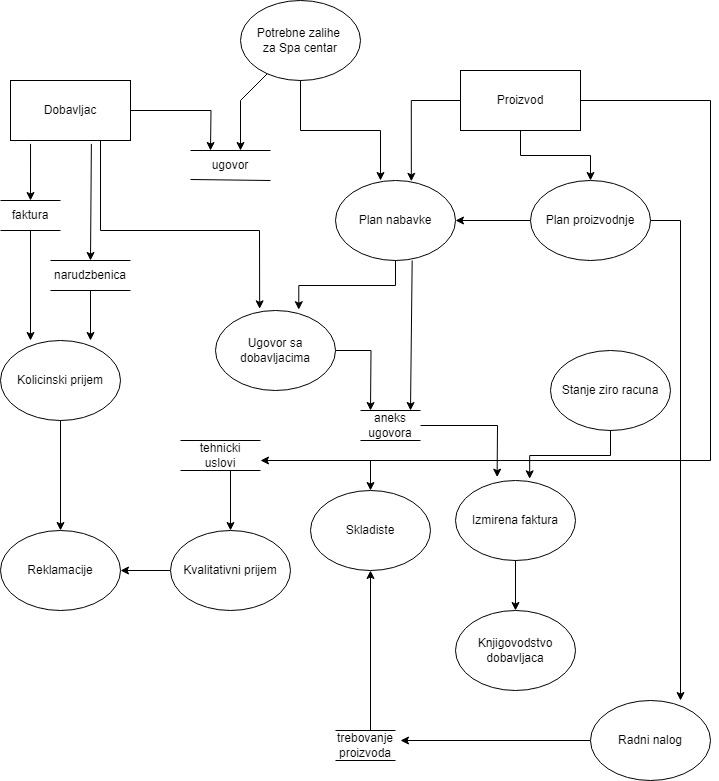 Potrebne zalihe
za Spa centar
Dobavljac
Proizvod
ugovor
faktura
Plan nabavke
Plan proizvodnje
narudzbenica
Ugovor sa
dobavljacima
Kolicinski prijem
Stanje ziro racuna
aneks
ugovora
tehnicki
uslovi
Skladiste
Izmirena faktura
Reklamacije
Kvalitativni prijem
Knjigovodstvo
dobavljaca
trebovanje
proizvoda
Radni nalog